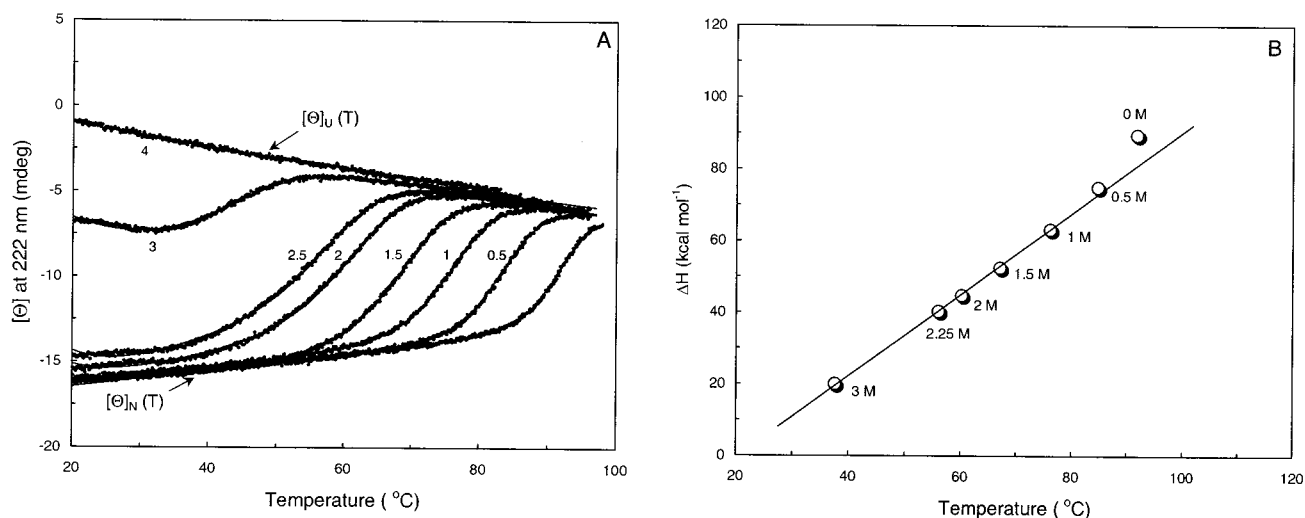 A
5
0
-5
-10
-15
-20
20
40
60
80
100
[Θ] at 222 nm (mdeg)
Temperature ( °C)
[Θ]U (T)
4
3
2.5
2
1.5
1
0.5
[Θ]N (T)
B
120
100
80
60
40
20
0
20
40
60
80
100
120
ΔH (kcal mol⁻¹)
Temperature ( °C)
0 M
0.5 M
1 M
1.5 M
2 M
2.25 M
3 M